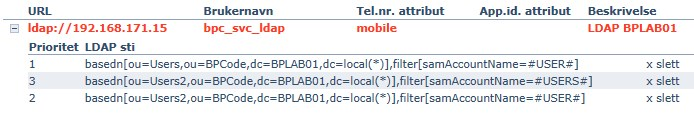 URL Brukernavn Tel.nr. attribut App.id. attribut Beskrivelse
ldap://192.168.171.15 bpc_svc_ldap mobile LDAP BPLAB01
Prioritet LDAP sti
1 basedn[ou=Users,ou=BPCode,dc=BPLAB01,dc=local(*)],filter[samAccountName=#USER#] x slett
3 basedn[ou=Users2,ou=BPCode,dc=BPLAB01,dc=local(*)],filter[samAccountName=#USERS#] x slett
2 basedn[ou=Users2,ou=BPCode,dc=BPLAB01,dc=local(*)],filter[samAccountName=#USER#] x slett